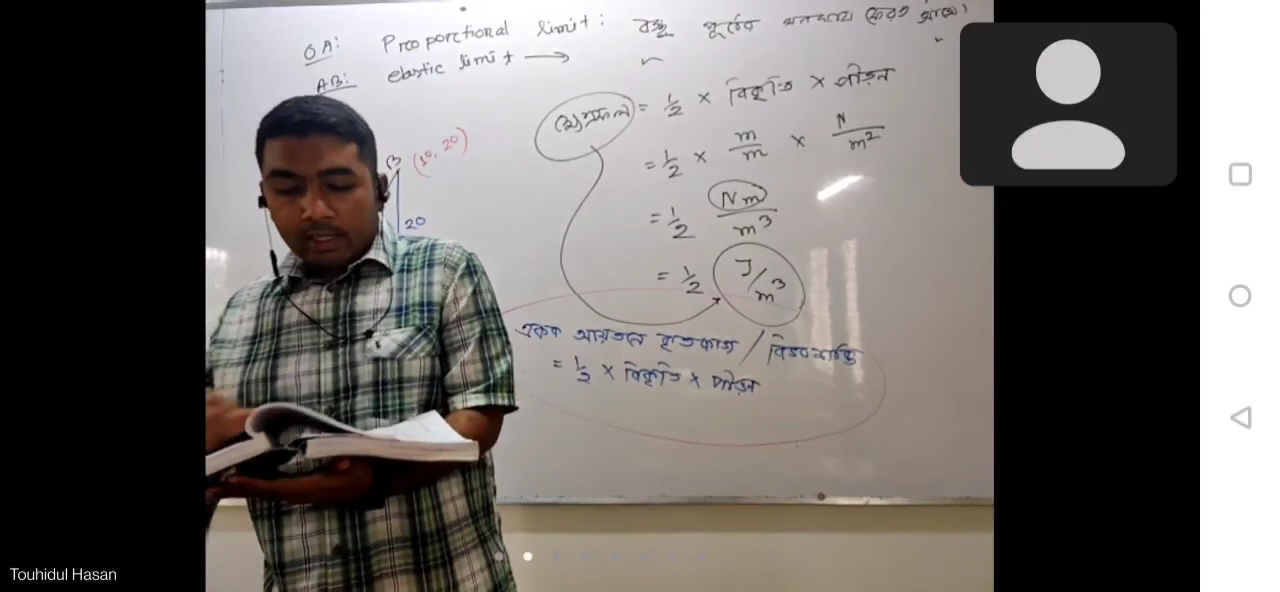 OA: Proportional limit: বস্তু পূর্বের অবস্থায় ফেরত আসে।
AB: elastic limit →
ক্ষেত্রফল = 1/2 × বিকৃতি × পীড়ন
= 1/2 × m/m × N/m²
= 1/2 Nm/m³
= 1/2 J/m³
B (10, 20)
20
একক আয়তনে কৃতকাজ / বিভবশক্তি
= 1/2 × বিকৃতি × পীড়ন
Touhidul Hasan